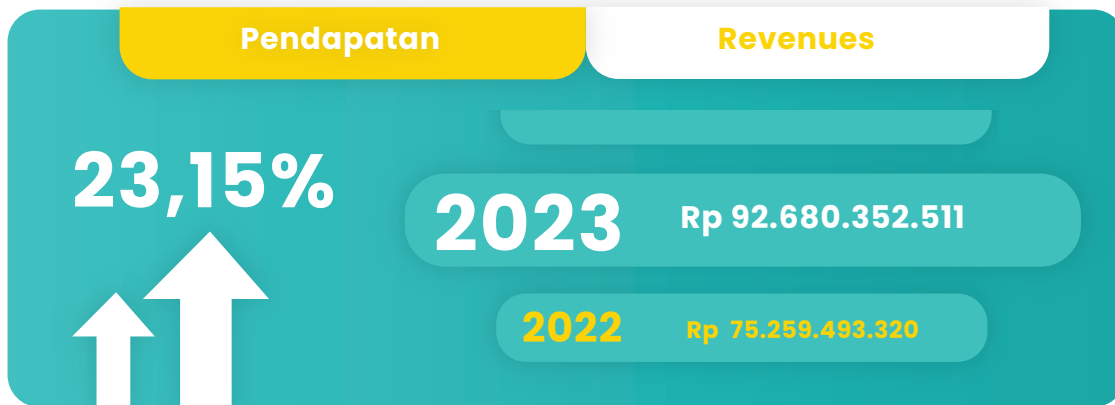 Pendapatan
Revenues
23,15%
2023 Rp 92.680.352.511
2022 Rp 75.259.493.320